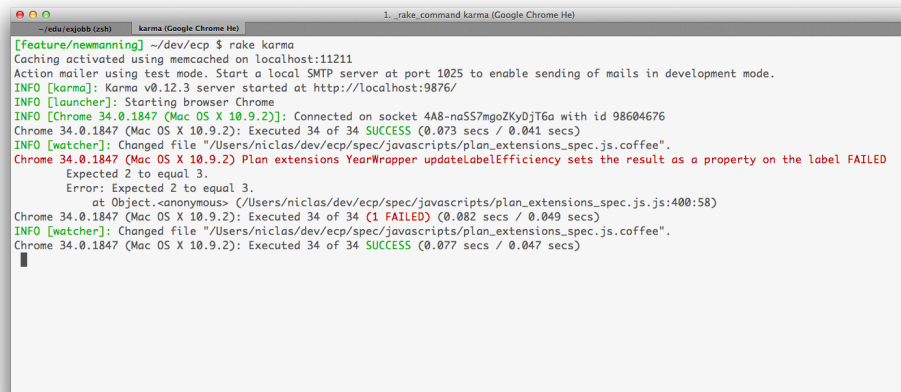 1. _rake_command karma (Google Chrome He)
~/edu/exjobb (zsh) karma (Google Chrome He)
[feature/newmanning] ~/dev/ecp $ rake karma
Caching activated using memcached on localhost:11211
Action mailer using test mode. Start a local SMTP server at port 1025 to enable sending of mails in development mode.
INFO [karma]: Karma v0.12.3 server started at http://localhost:9876/
INFO [launcher]: Starting browser Chrome
INFO [Chrome 34.0.1847 (Mac OS X 10.9.2)]: Connected on socket 4A8-naSS7mgoZKyDjT6a with id 98604676
Chrome 34.0.1847 (Mac OS X 10.9.2): Executed 34 of 34 SUCCESS (0.073 secs / 0.041 secs)
INFO [watcher]: Changed file "/Users/niclas/dev/ecp/spec/javascripts/plan_extensions_spec.js.coffee".
Chrome 34.0.1847 (Mac OS X 10.9.2) Plan extensions YearWrapper updateLabelEfficiency sets the result as a property on the label FAILED
Expected 2 to equal 3.
Error: Expected 2 to equal 3.
at Object.<anonymous> (/Users/niclas/dev/ecp/spec/javascripts/plan_extensions_spec.js.js:400:58)
Chrome 34.0.1847 (Mac OS X 10.9.2): Executed 34 of 34 (1 FAILED) (0.082 secs / 0.049 secs)
INFO [watcher]: Changed file "/Users/niclas/dev/ecp/spec/javascripts/plan_extensions_spec.js.coffee".
Chrome 34.0.1847 (Mac OS X 10.9.2): Executed 34 of 34 SUCCESS (0.077 secs / 0.047 secs)